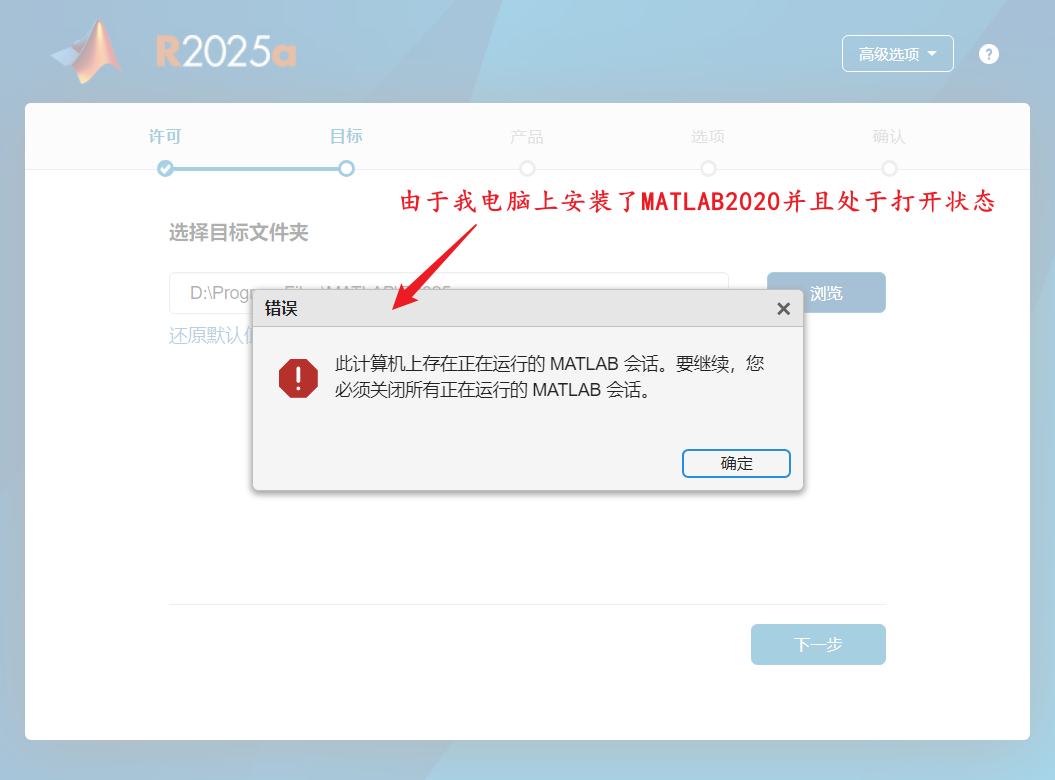 R2025a
高级选项
?
许可
目标
产品
选项
确认
由于我电脑上安装了MATLAB2020并且处于打开状态
选择目标文件夹
D:\Prog
浏览
还原默认
错误
此计算机上存在正在运行的 MATLAB 会话。要继续，您
必须关闭所有正在运行的 MATLAB 会话。
确定
下一步